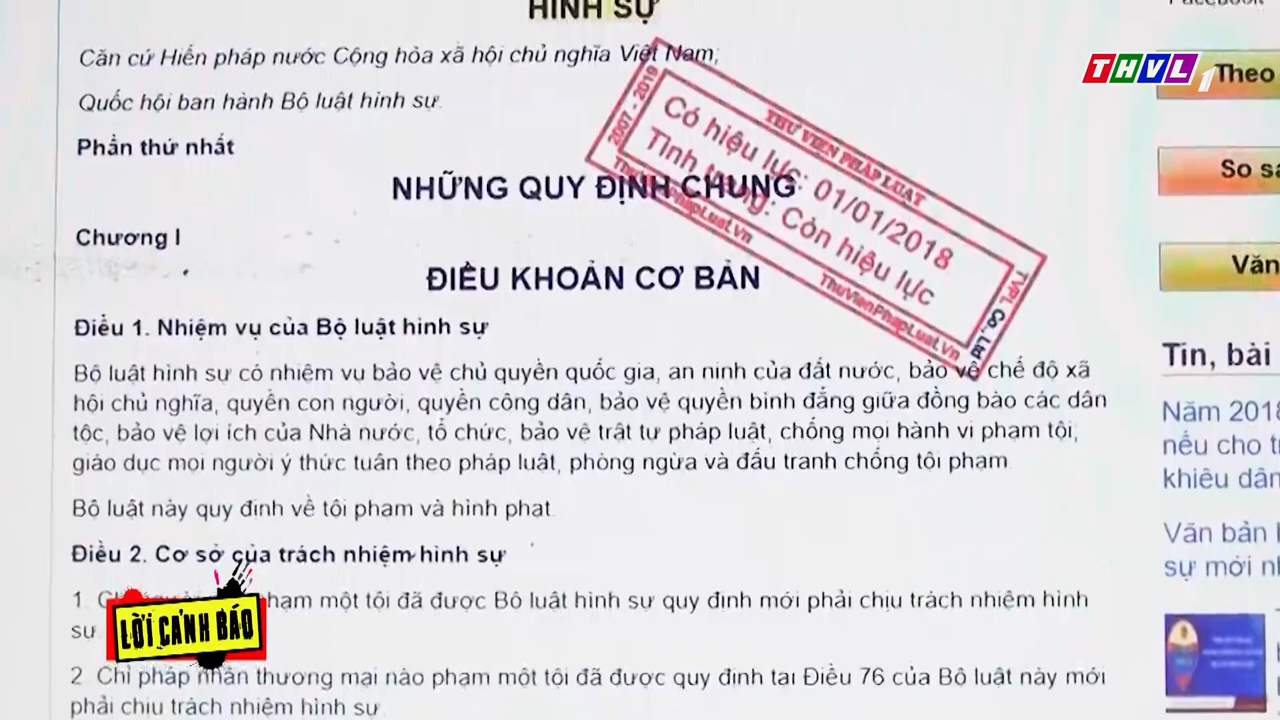 HÌNH SỰ
Căn cứ Hiến pháp nước Cộng hòa xã hội chủ nghĩa Việt Nam;
Quốc hội ban hành Bộ luật hình sự.
Phần thứ nhất
NHỮNG QUY ĐỊNH CHUNG
Chương I
ĐIỀU KHOẢN CƠ BẢN
Điều 1. Nhiệm vụ của Bộ luật hình sự
Bộ luật hình sự có nhiệm vụ bảo vệ chủ quyền quốc gia, an ninh của đất nước, bảo vệ chế độ xã
hội chủ nghĩa, quyền con người, quyền công dân, bảo vệ quyền bình đẳng giữa đồng bào các dân
tộc, bảo vệ lợi ích của Nhà nước, tổ chức, bảo vệ trật tự pháp luật, chống mọi hành vi phạm tội,
giáo dục mọi người ý thức tuân theo pháp luật, phòng ngừa và đấu tranh chống tội phạm.
Bộ luật này quy định về tội phạm và hình phạt.
Điều 2. Cơ sở của trách nhiệm hình sự
1. phạm một tội đã được Bộ luật hình sự quy định mới phải chịu trách nhiệm hình
sự.
2. Chỉ pháp nhân thương mại nào phạm một tội đã được quy định tại Điều 76 của Bộ luật này mới
phải chịu trách nhiệm hình sự.
THƯ VIỆN PHÁP LUẬT
2007 - 2019
Có hiệu lực: 01/01/2018
Tình trạng: Còn hiệu lực
ThuVienPhapLuat.vn
ThuVienPhapLuat.vn
TVPL Co., Ltd
THVL 1
Facebook
Theo
So sá
Văn
Tin, bài
Năm 2018
nếu cho t
khiêu dâm
Văn bản
sự mới nh
LỜI CẢNH BÁO